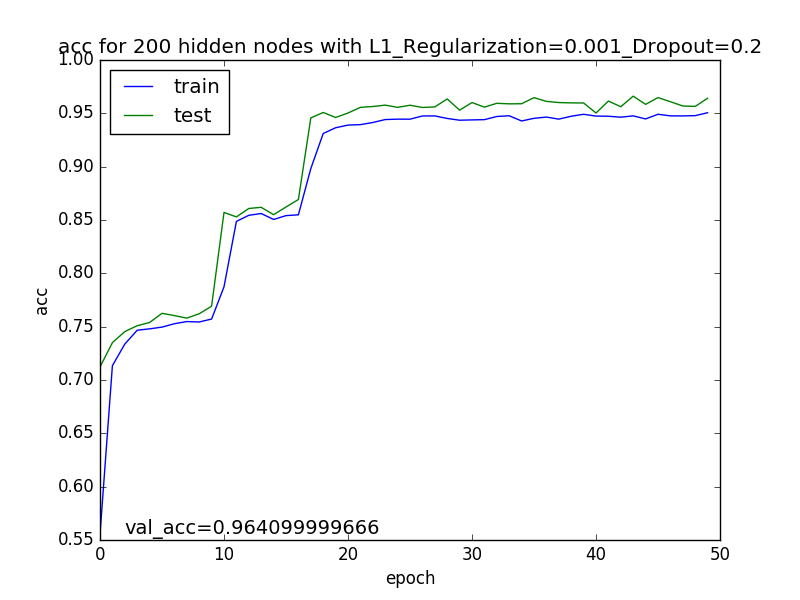 acc for 200 hidden nodes with L1_Regularization=0.001_Dropout=0.2
1.00
train
test
0.95
0.90
0.85
0.80
acc
0.75
0.70
0.65
0.60
val_acc=0.964099999666
0.55
0 10 20 30 40 50
epoch